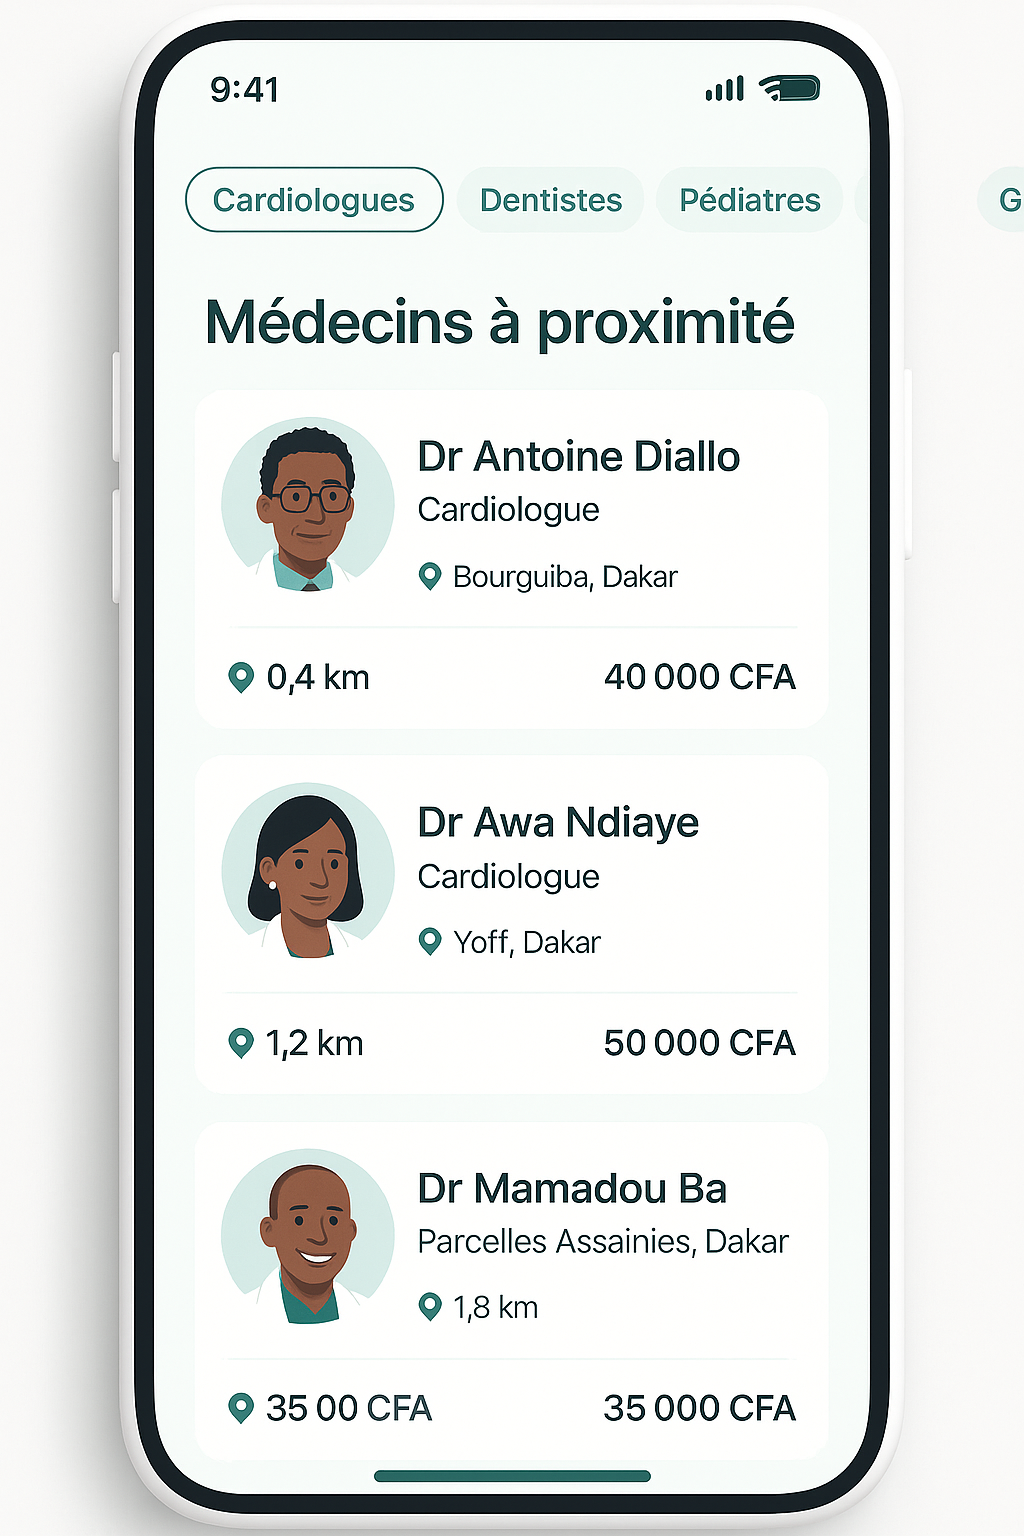 9:41
Cardiologues Dentistes Pédiatres G
Médecins à proximité
Dr Antoine Diallo
Cardiologue
Bourguiba, Dakar
0,4 km 40 000 CFA
Dr Awa Ndiaye
Cardiologue
Yoff, Dakar
1,2 km 50 000 CFA
Dr Mamadou Ba
Parcelles Assainies, Dakar
1,8 km
35 00 CFA 35 000 CFA